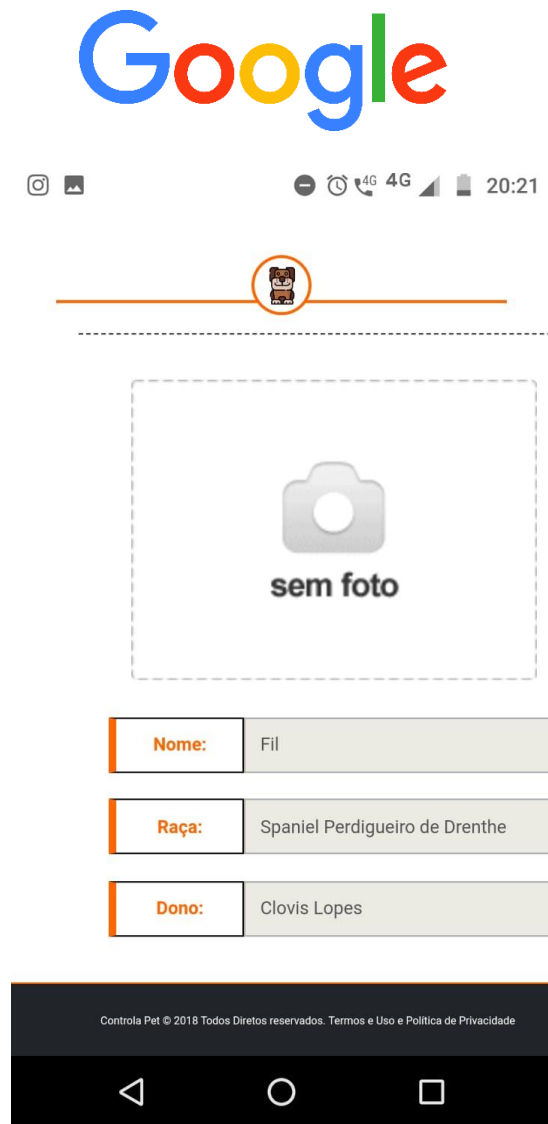 Google
4G 4G 20:21
sem foto
Nome: Fil
Raça: Spaniel Perdigueiro de Drenthe
Dono: Clovis Lopes
Controla Pet © 2018 Todos Diretos reservados. Termos e Uso e Política de Privacidade